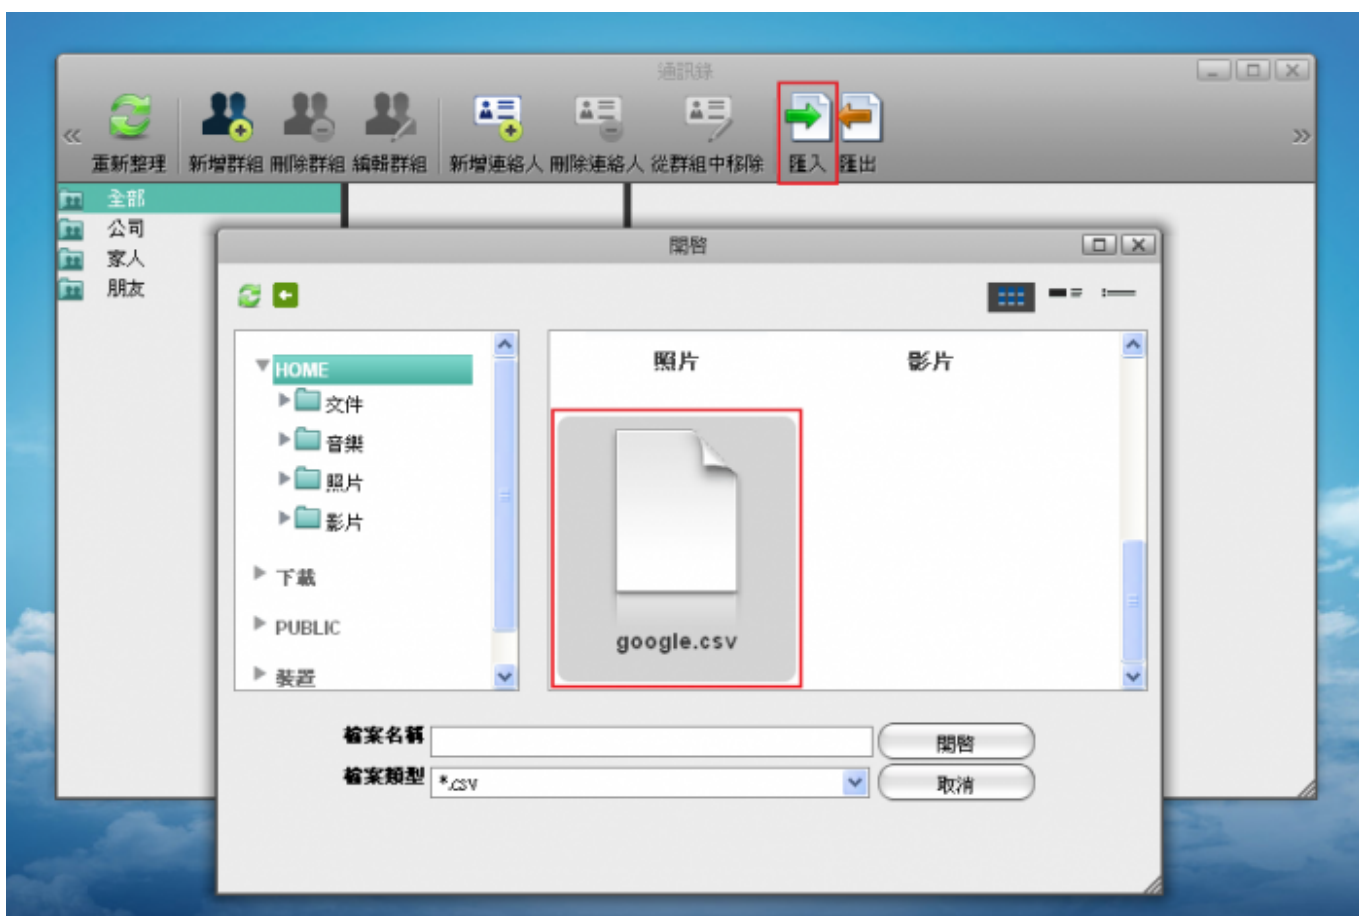 通訊錄
重新整理 新增群組 刪除群組 編輯群組 新增連絡人 刪除連絡人 從群組中移除 匯入 匯出
全部
公司
家人
朋友
開啓
HOME
文件
音樂
照片
影片
下載
PUBLIC
裝置
照片 影片
google.csv
檔案名稱
開啓
檔案類型 *.csv
取消